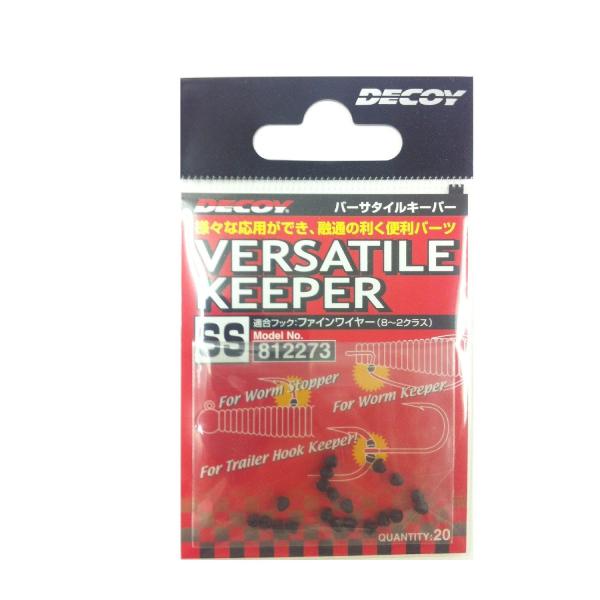 DECOY
DECOY®
バーサタイルキーパー
様々な応用ができ、融通の利く便利パーツ
VERSATILE
KEEPER
SS
適合フック:ファインワイヤー(8〜2クラス)
Model No.
812273
For Worm Stopper
For Worm Keeper
For Trailer Hook Keeper!
QUANTITY:20